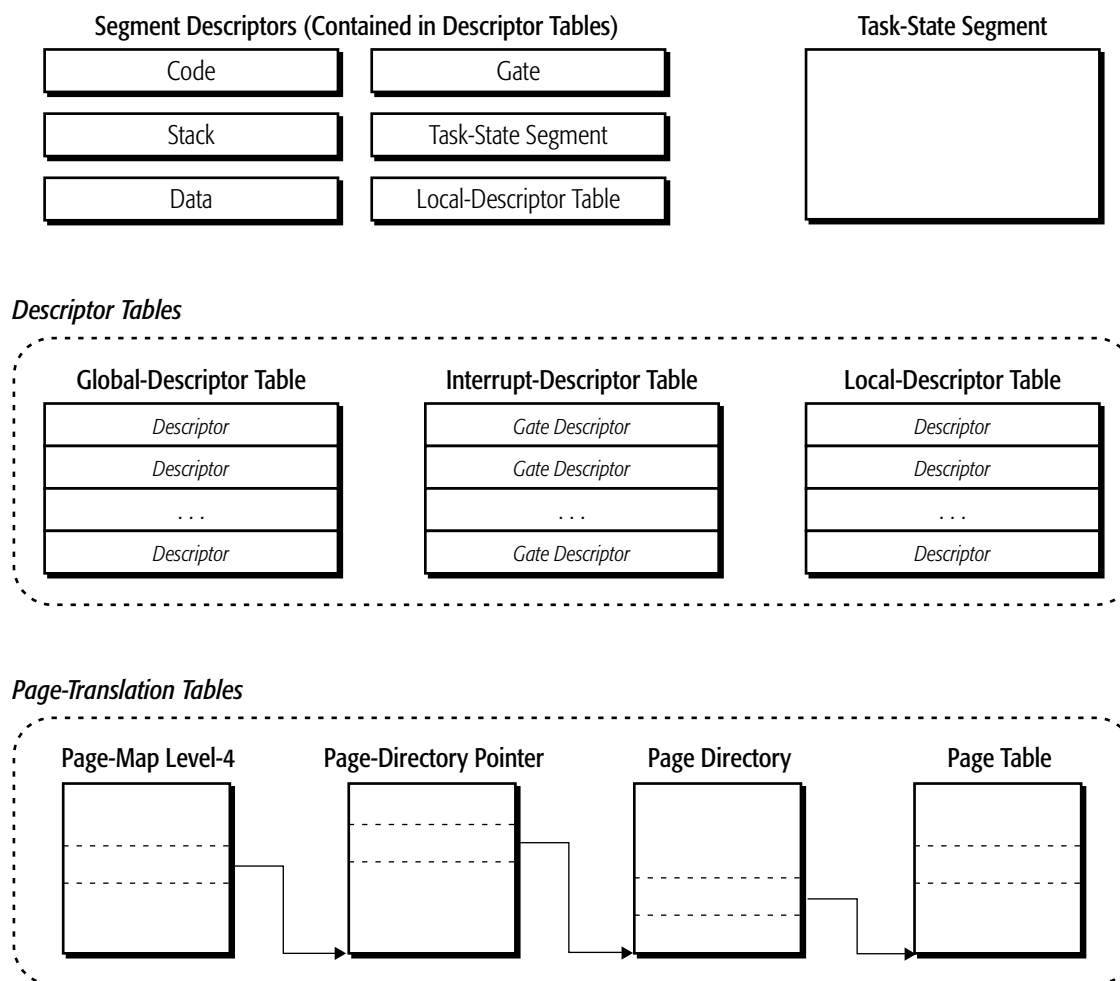 Segment Descriptors (Contained in Descriptor Tables)
Task-State Segment
Code
Gate
Stack
Task-State Segment
Data
Local-Descriptor Table
Descriptor Tables
Global-Descriptor Table
Interrupt-Descriptor Table
Local-Descriptor Table
Descriptor
Gate Descriptor
Descriptor
Descriptor
Gate Descriptor
Descriptor
. . .
. . .
. . .
Descriptor
Gate Descriptor
Descriptor
Page-Translation Tables
Page-Map Level-4
Page-Directory Pointer
Page Directory
Page Table